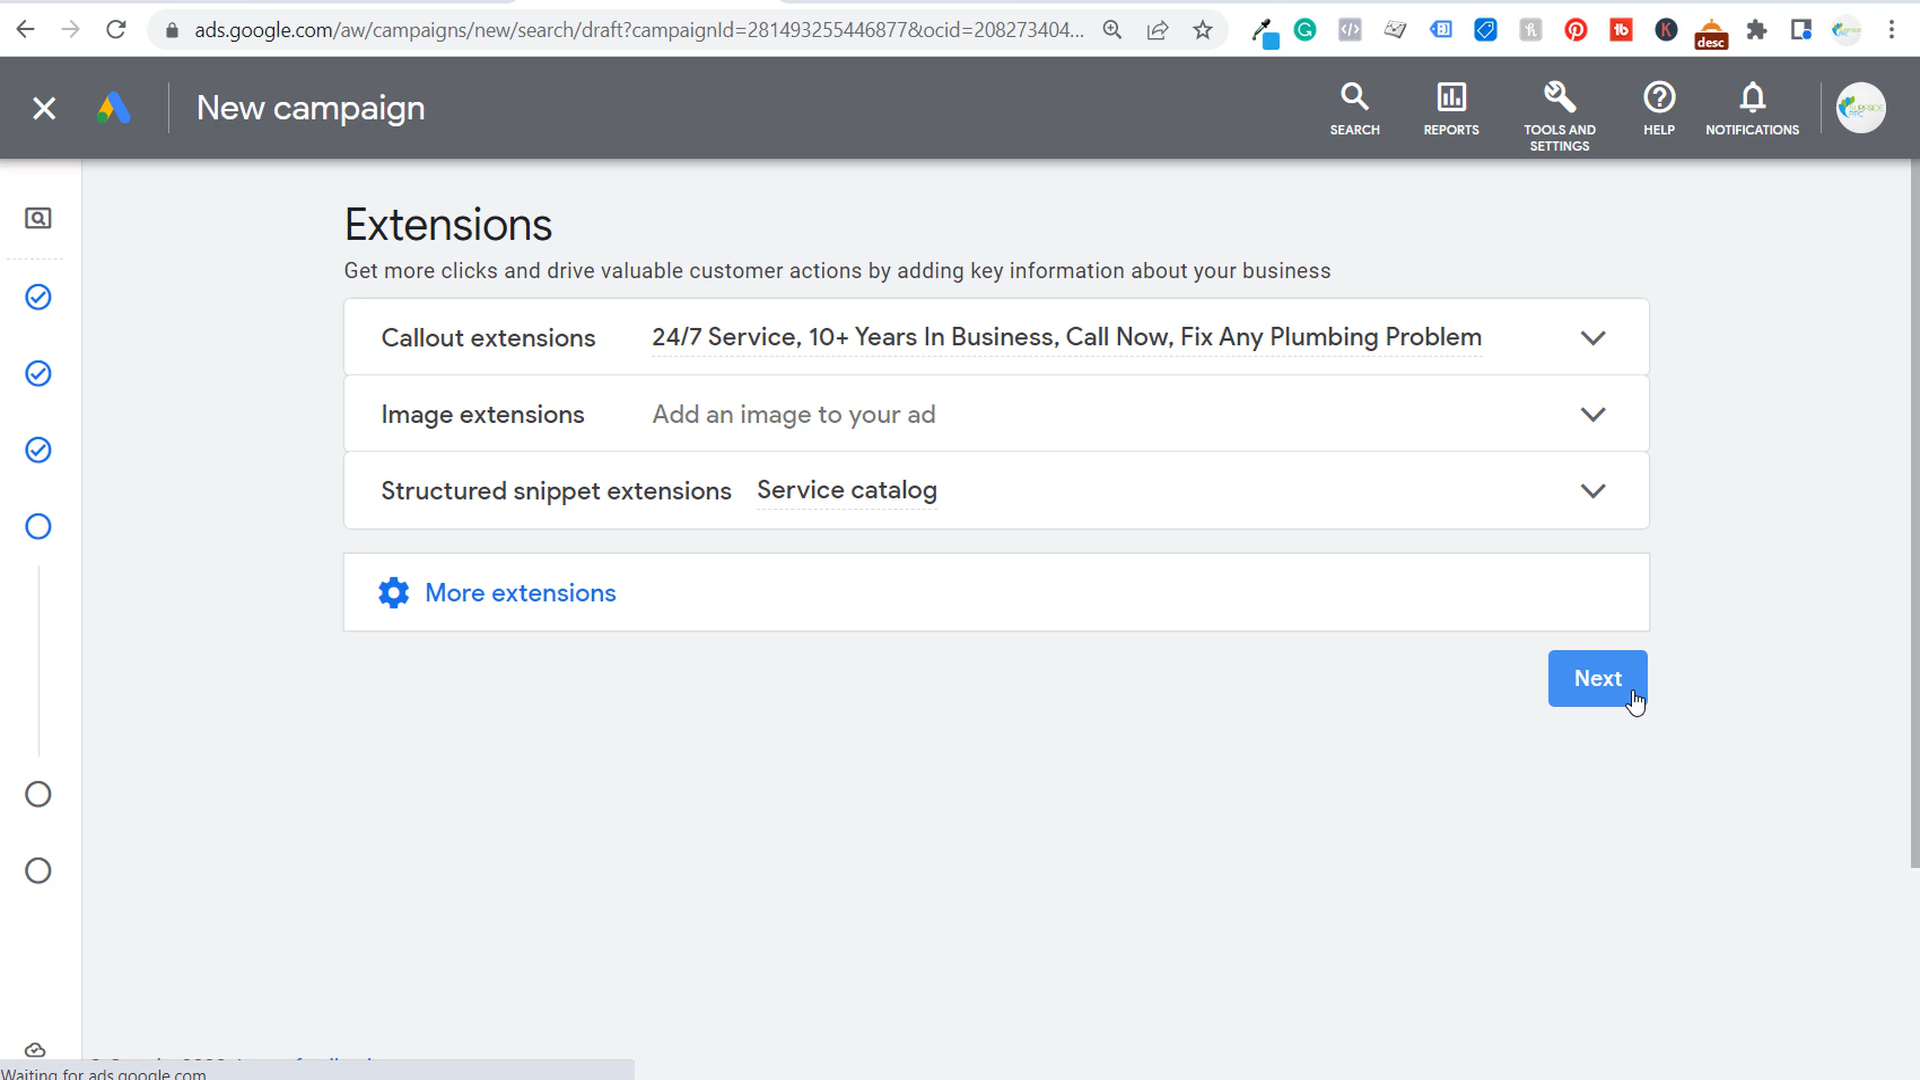 ads.google.com/aw/campaigns/new/search/draft?campaignId=281493255446877&ocid=208273404...
desc
New campaign
SEARCH
REPORTS
TOOLS AND SETTINGS
HELP
NOTIFICATIONS
SURFSIDE PPC
Extensions
Get more clicks and drive valuable customer actions by adding key information about your business
Callout extensions 24/7 Service, 10+ Years In Business, Call Now, Fix Any Plumbing Problem
Image extensions Add an image to your ad
Structured snippet extensions Service catalog
More extensions
Next
Waiting for ads.google.com